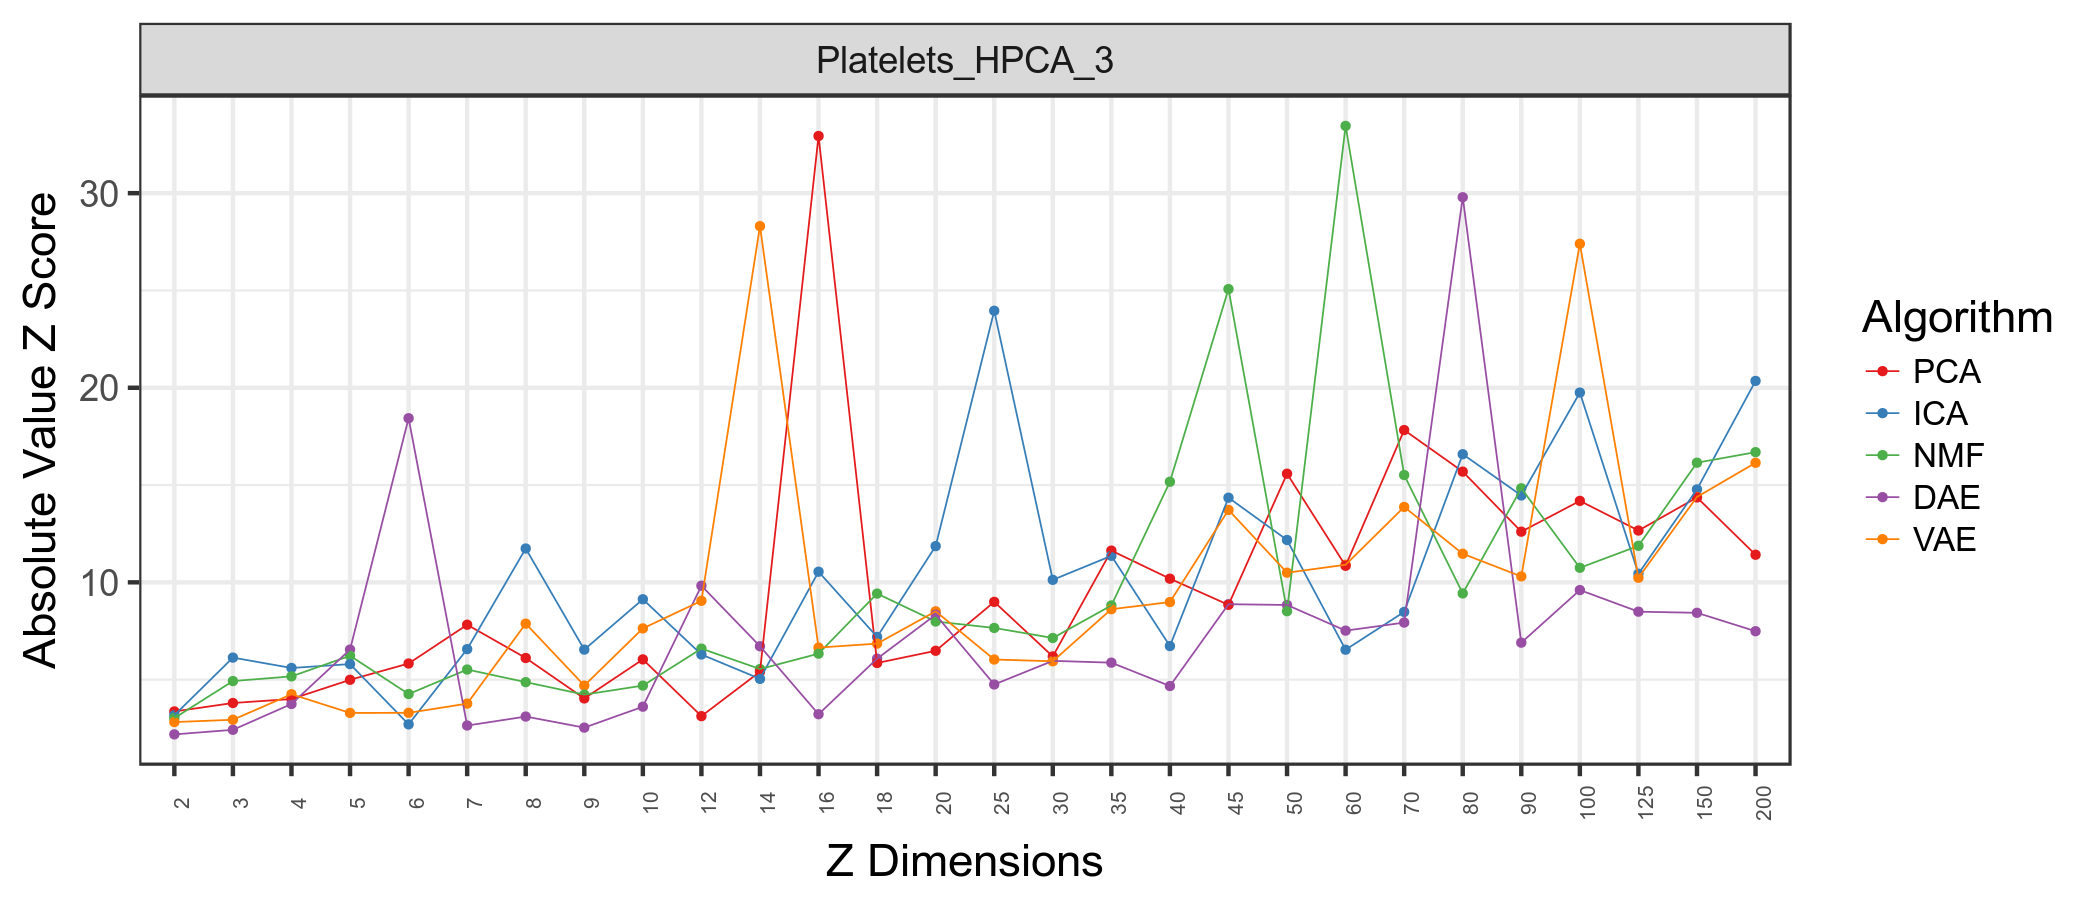 Platelets_HPCA_3
Absolute Value Z Score
30
20
10
2 3 4 5 6 7 8 9 10 12 14 16 18 20 25 30 35 40 45 50 60 70 80 90 100 125 150 200
Z Dimensions
Algorithm
PCA
ICA
NMF
DAE
VAE